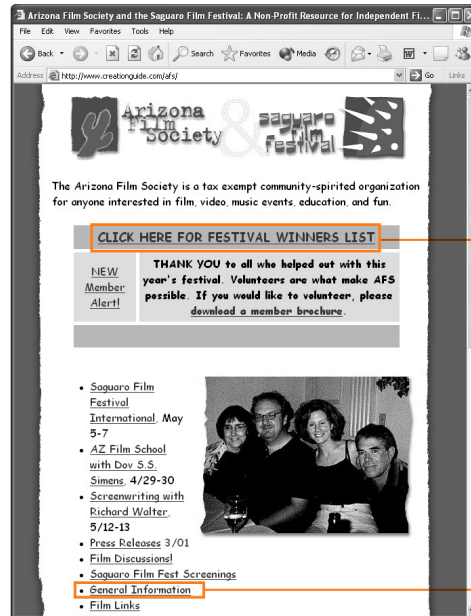 Arizona Film Society and the Saguaro Film Festival: A Non-Profit Resource for Independent Fi...
File Edit View Favorites Tools Help
Back Search Favorites Media
Address http://www.creationguide.com/afs/ Go Links
Arizona Film Society & saguaro film festival
The Arizona Film Society is a tax exempt community-spirited organization
for anyone interested in film, video, music events, education, and fun.
CLICK HERE FOR FESTIVAL WINNERS LIST
NEW
Member
Alert!
THANK YOU to all who helped out with this
year's festival. Volunteers are what make AFS
possible. If you would like to volunteer, please
download a member brochure.
• Saguaro Film
Festival
International, May
5-7
• AZ Film School
with Dov S.S.
Simens, 4/29-30
• Screenwriting with
Richard Walter,
5/12-13
• Press Releases 3/01
• Film Discussions!
• Saguaro Film Fest Screenings
• General Information
• Film Links